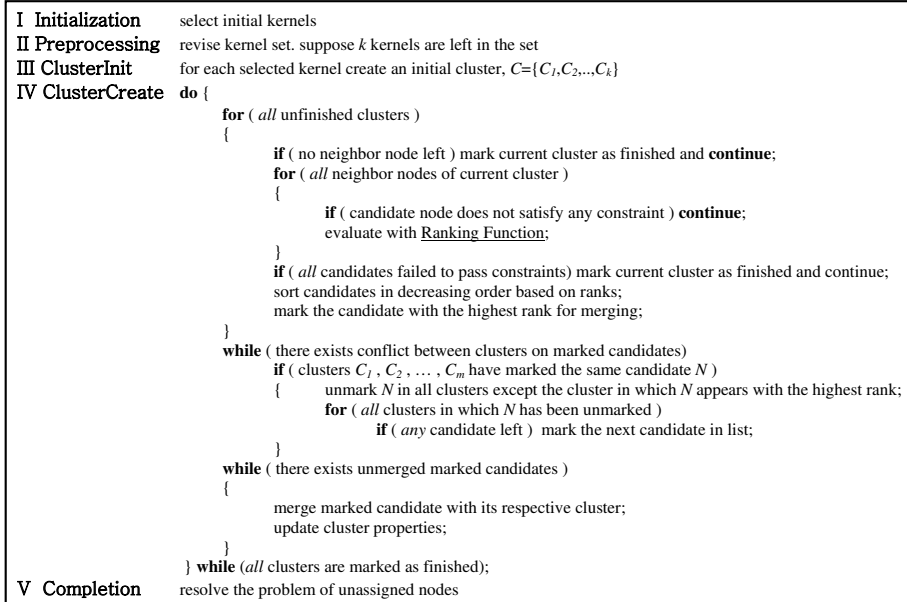 I Initialization select initial kernels
II Preprocessing revise kernel set. suppose k kernels are left in the set
III ClusterInit for each selected kernel create an initial cluster, C={C1,C2,..,Ck}
IV ClusterCreate do {
for ( all unfinished clusters )
{
if ( no neighbor node left ) mark current cluster as finished and continue;
for ( all neighbor nodes of current cluster )
{
if ( candidate node does not satisfy any constraint ) continue;
evaluate with Ranking Function;
}
if ( all candidates failed to pass constraints) mark current cluster as finished and continue;
sort candidates in decreasing order based on ranks;
mark the candidate with the highest rank for merging;
}
while ( there exists conflict between clusters on marked candidates)
if ( clusters C1 , C2 , … , Cm have marked the same candidate N )
{ unmark N in all clusters except the cluster in which N appears with the highest rank;
for ( all clusters in which N has been unmarked )
if ( any candidate left ) mark the next candidate in list;
}
while ( there exists unmerged marked candidates )
{
merge marked candidate with its respective cluster;
update cluster properties;
}
} while (all clusters are marked as finished);
V Completion resolve the problem of unassigned nodes